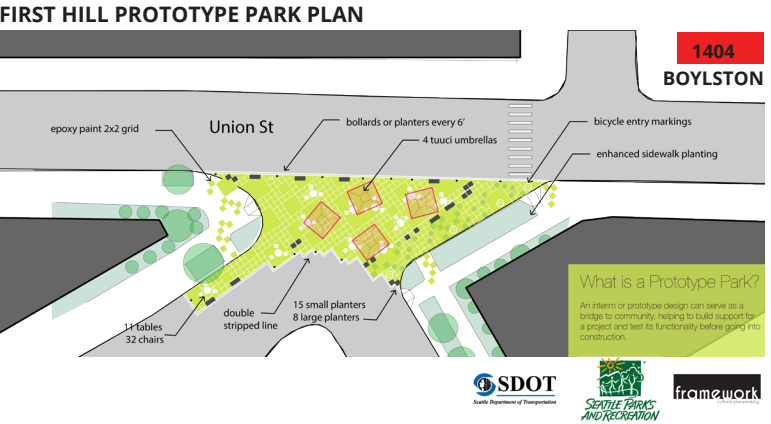 FIRST HILL PROTOTYPE PARK PLAN
1404
BOYLSTON
epoxy paint 2x2 grid
Union St
bollards or planters every 6'
4 tuuci umbrellas
bicycle entry markings
enhanced sidewalk planting
11 tables
32 chairs
double
stripped line
15 small planters
8 large planters
What is a Prototype Park?
An interim or prototype design can serve as a
bridge to community, helping to build support for
a project and test its functionality before going into
construction.
SDOT
Seattle Department of Transportation
SEATTLE PARKS
AND RECREATION
framework
cultural placemaking